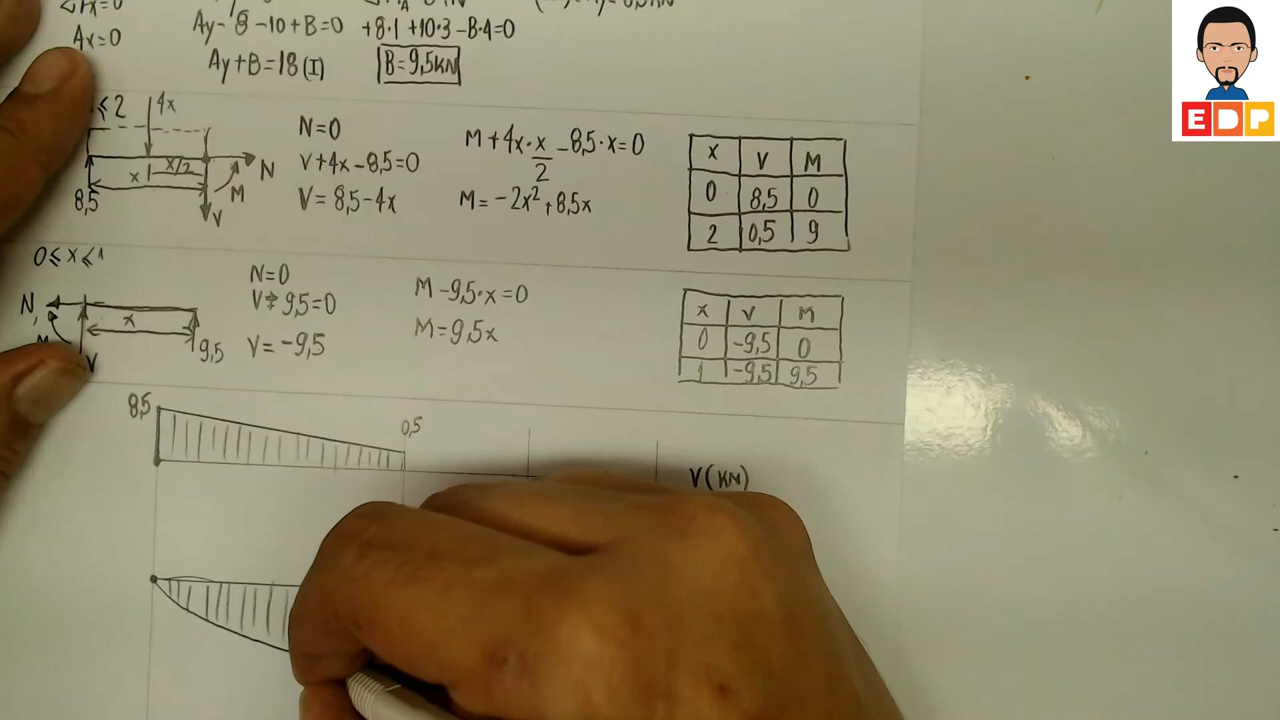 Ax=0
Ay-8-10+B=0
+8·1+10·3-B·4=0
Ay+B=18(I)
B=9,5KN
≤2
4x
x/2
x
8,5
N
M
V
N=0
V+4x-8,5=0
V=8,5-4x
M+4x·x/2-8,5·x=0
M=-2x²+8,5x
x V M
0 8,5 0
2 0,5 9
0≤x≤1
N
x
9,5
V
N=0
V+9,5=0
V=-9,5
M-9,5·x=0
M=9,5x
x V M
0 -9,5 0
1 -9,5 9,5
8,5
0,5
V(KN)
EDP